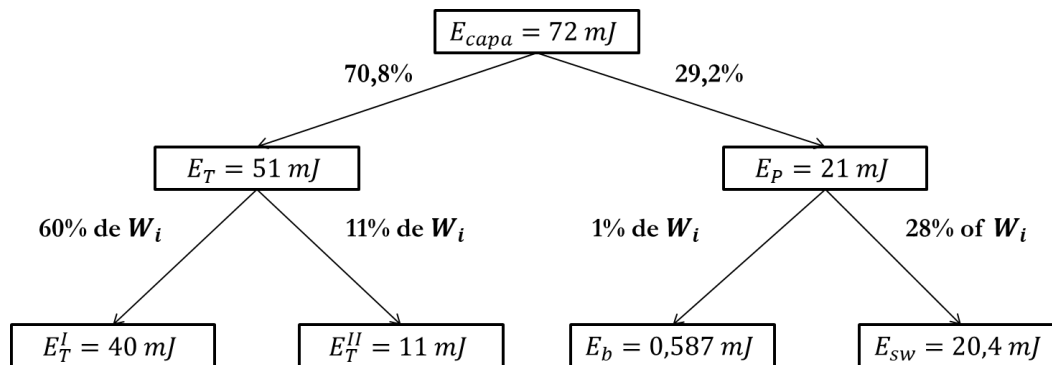 E_capa = 72 mJ
70,8%
29,2%
E_T = 51 mJ
E_P = 21 mJ
60% de W_i
11% de W_i
1% de W_i
28% of W_i
E_T^I = 40 mJ
E_T^II = 11 mJ
E_b = 0,587 mJ
E_sw = 20,4 mJ